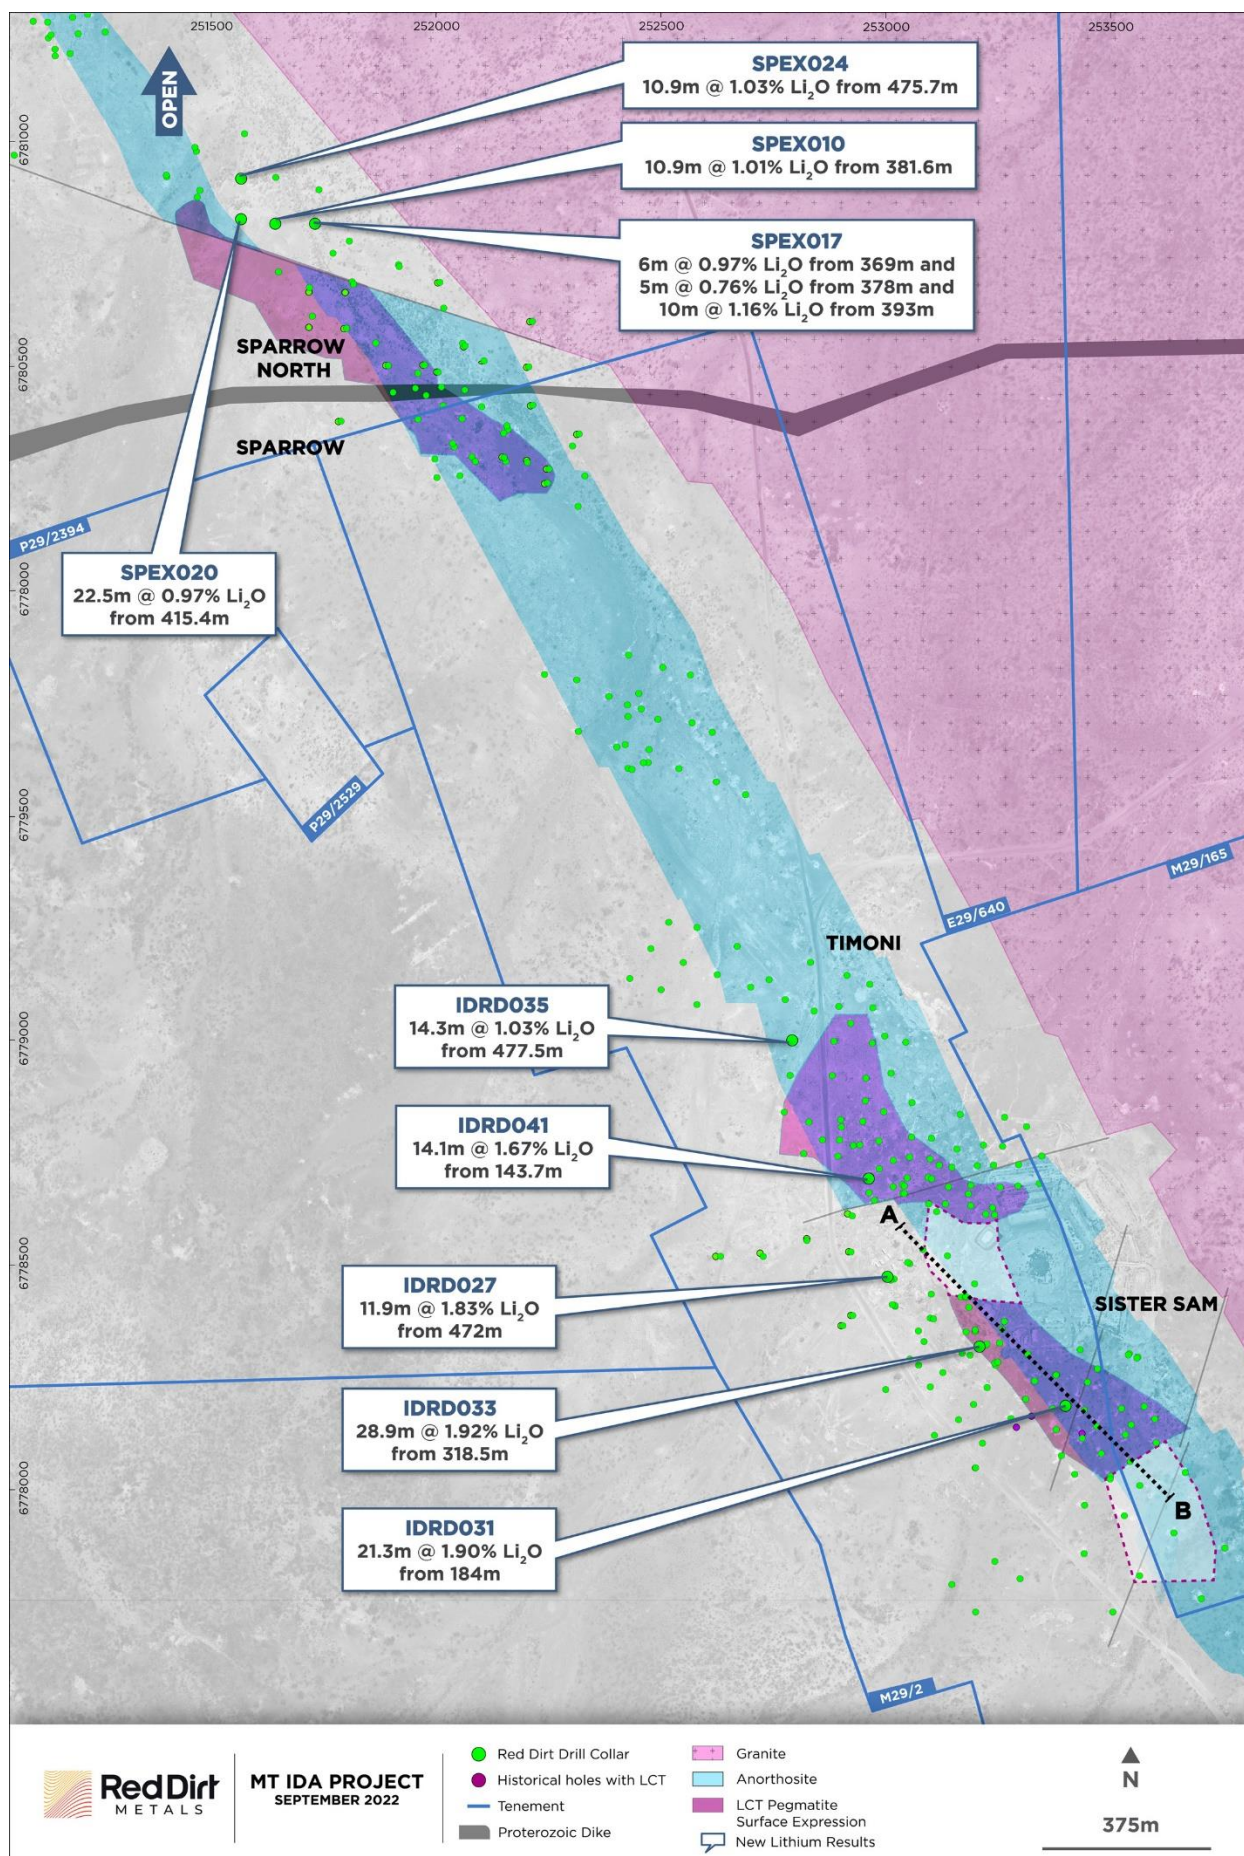 251500
252000
252500
253000
253500
OPEN
SPEX024
10.9m @ 1.03% Li₂O from 475.7m
6781000
SPEX010
10.9m @ 1.01% Li₂O from 381.6m
SPEX017
6m @ 0.97% Li₂O from 369m and
5m @ 0.76% Li₂O from 378m and
10m @ 1.16% Li₂O from 393m
SPARROW
NORTH
6780500
SPARROW
P29/2394
SPEX020
22.5m @ 0.97% Li₂O
from 415.4m
6778000
P29/2529
6779500
M29/165
E29/640
TIMONI
IDRD035
14.3m @ 1.03% Li₂O
from 477.5m
6779000
IDRD041
14.1m @ 1.67% Li₂O
from 143.7m
A
6778500
IDRD027
11.9m @ 1.83% Li₂O
from 472m
SISTER SAM
IDRD033
28.9m @ 1.92% Li₂O
from 318.5m
6778000
B
IDRD031
21.3m @ 1.90% Li₂O
from 184m
M29/2
RedDirt
METALS
MT IDA PROJECT
SEPTEMBER 2022
Red Dirt Drill Collar
Historical holes with LCT
Tenement
Proterozoic Dike
Granite
Anorthosite
LCT Pegmatite
Surface Expression
New Lithium Results
N
375m